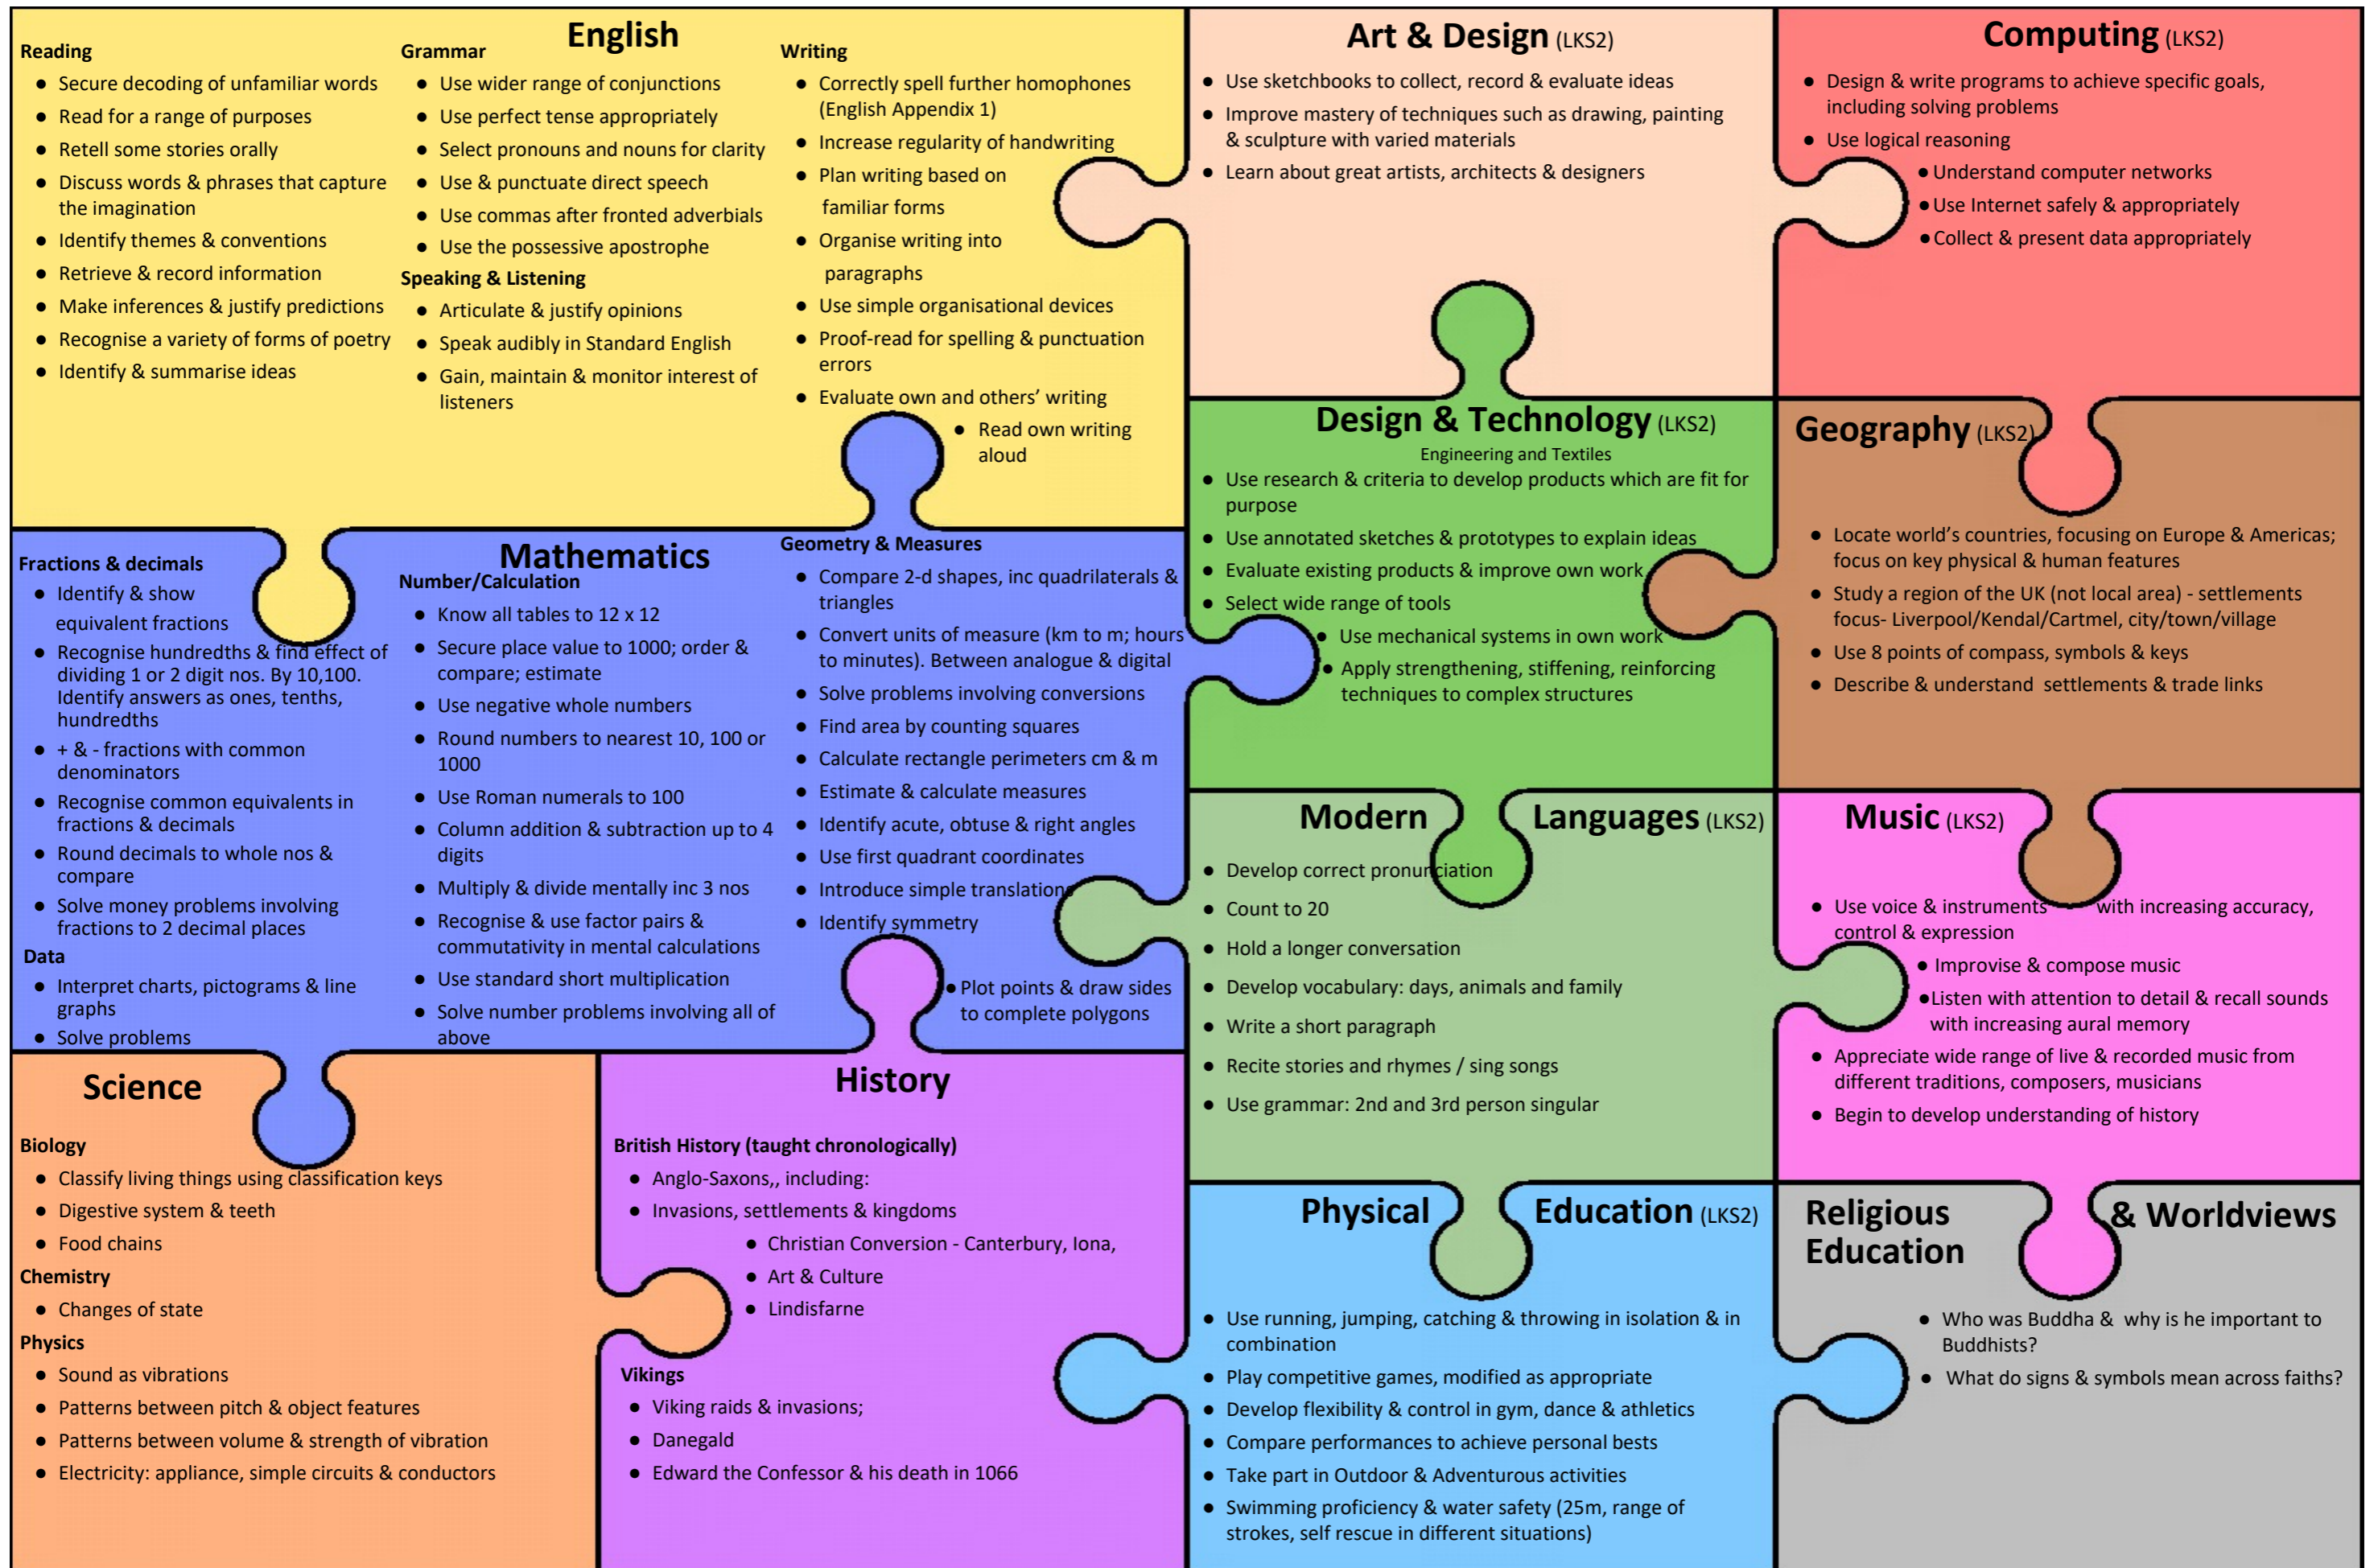 English
Reading
● Secure decoding of unfamiliar words
● Read for a range of purposes
● Retell some stories orally
● Discuss words & phrases that capture
the imagination
● Identify themes & conventions
● Retrieve & record information
● Make inferences & justify predictions
● Recognise a variety of forms of poetry
● Identify & summarise ideas
Grammar
● Use wider range of conjunctions
● Use perfect tense appropriately
● Select pronouns and nouns for clarity
● Use & punctuate direct speech
● Use commas after fronted adverbials
● Use the possessive apostrophe
Speaking & Listening
● Articulate & justify opinions
● Speak audibly in Standard English
● Gain, maintain & monitor interest of
listeners
Writing
● Correctly spell further homophones
(English Appendix 1)
● Increase regularity of handwriting
● Plan writing based on
familiar forms
● Organise writing into
paragraphs
● Use simple organisational devices
● Proof-read for spelling & punctuation
errors
● Evaluate own and others’ writing
● Read own writing
aloud
Art & Design (LKS2)
● Use sketchbooks to collect, record & evaluate ideas
● Improve mastery of techniques such as drawing, painting
& sculpture with varied materials
● Learn about great artists, architects & designers
Computing (LKS2)
● Design & write programs to achieve specific goals,
including solving problems
● Use logical reasoning
● Understand computer networks
● Use Internet safely & appropriately
● Collect & present data appropriately
Design & Technology (LKS2)
Engineering and Textiles
● Use research & criteria to develop products which are fit for
purpose
● Use annotated sketches & prototypes to explain ideas
● Evaluate existing products & improve own work
● Select wide range of tools
● Use mechanical systems in own work
● Apply strengthening, stiffening, reinforcing
techniques to complex structures
Geography (LKS2)
● Locate world’s countries, focusing on Europe & Americas;
focus on key physical & human features
● Study a region of the UK (not local area) - settlements
focus- Liverpool/Kendal/Cartmel, city/town/village
● Use 8 points of compass, symbols & keys
● Describe & understand settlements & trade links
Mathematics
Fractions & decimals
● Identify & show
equivalent fractions
● Recognise hundredths & find effect of
dividing 1 or 2 digit nos. By 10,100.
Identify answers as ones, tenths,
hundredths
● + & - fractions with common
denominators
● Recognise common equivalents in
fractions & decimals
● Round decimals to whole nos &
compare
● Solve money problems involving
fractions to 2 decimal places
Data
● Interpret charts, pictograms & line
graphs
● Solve problems
Number/Calculation
● Know all tables to 12 x 12
● Secure place value to 1000; order &
compare; estimate
● Use negative whole numbers
● Round numbers to nearest 10, 100 or
1000
● Use Roman numerals to 100
● Column addition & subtraction up to 4
digits
● Multiply & divide mentally inc 3 nos
● Recognise & use factor pairs &
commutativity in mental calculations
● Use standard short multiplication
● Solve number problems involving all of
above
Geometry & Measures
● Compare 2-d shapes, inc quadrilaterals &
triangles
● Convert units of measure (km to m; hours
to minutes). Between analogue & digital
● Solve problems involving conversions
● Find area by counting squares
● Calculate rectangle perimeters cm & m
● Estimate & calculate measures
● Identify acute, obtuse & right angles
● Use first quadrant coordinates
● Introduce simple translations
● Identify symmetry
● Plot points & draw sides
to complete polygons
Modern Languages (LKS2)
● Develop correct pronunciation
● Count to 20
● Hold a longer conversation
● Develop vocabulary: days, animals and family
● Write a short paragraph
● Recite stories and rhymes / sing songs
● Use grammar: 2nd and 3rd person singular
Music (LKS2)
● Use voice & instruments with increasing accuracy,
control & expression
● Improvise & compose music
● Listen with attention to detail & recall sounds
with increasing aural memory
● Appreciate wide range of live & recorded music from
different traditions, composers, musicians
● Begin to develop understanding of history
Science
Biology
● Classify living things using classification keys
● Digestive system & teeth
● Food chains
Chemistry
● Changes of state
Physics
● Sound as vibrations
● Patterns between pitch & object features
● Patterns between volume & strength of vibration
● Electricity: appliance, simple circuits & conductors
History
British History (taught chronologically)
● Anglo-Saxons,, including:
● Invasions, settlements & kingdoms
● Christian Conversion - Canterbury, Iona,
● Art & Culture
● Lindisfarne
Vikings
● Viking raids & invasions;
● Danegald
● Edward the Confessor & his death in 1066
Physical Education (LKS2)
● Use running, jumping, catching & throwing in isolation & in
combination
● Play competitive games, modified as appropriate
● Develop flexibility & control in gym, dance & athletics
● Compare performances to achieve personal bests
● Take part in Outdoor & Adventurous activities
● Swimming proficiency & water safety (25m, range of
strokes, self rescue in different situations)
Religious & Worldviews
Education
● Who was Buddha & why is he important to
Buddhists?
● What do signs & symbols mean across faiths?